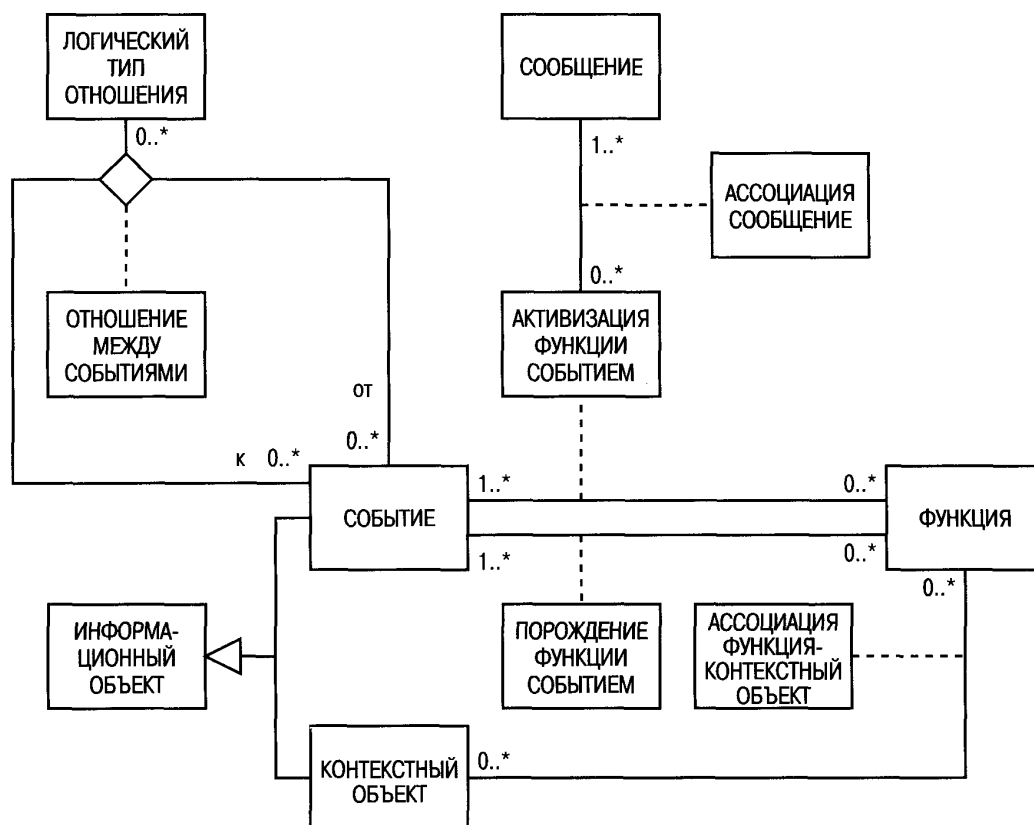 ЛОГИЧЕСКИЙ
ТИП
ОТНОШЕНИЯ
СООБЩЕНИЕ
0..*
1..*
АССОЦИАЦИЯ
СООБЩЕНИЕ
0..*
ОТНОШЕНИЕ
МЕЖДУ
СОБЫТИЯМИ
АКТИВИЗАЦИЯ
ФУНКЦИИ
СОБЫТИЕМ
от
0..*
к 0..*
СОБЫТИЕ
1..*
0..*
ФУНКЦИЯ
1..*
0..*
0..*
ИНФОРМА-
ЦИОННЫЙ
ОБЪЕКТ
ПОРОЖДЕНИЕ
ФУНКЦИИ
СОБЫТИЕМ
АССОЦИАЦИЯ
ФУНКЦИЯ-
КОНТЕКСТНЫЙ
ОБЪЕКТ
КОНТЕКСТНЫЙ
ОБЪЕКТ
0..*